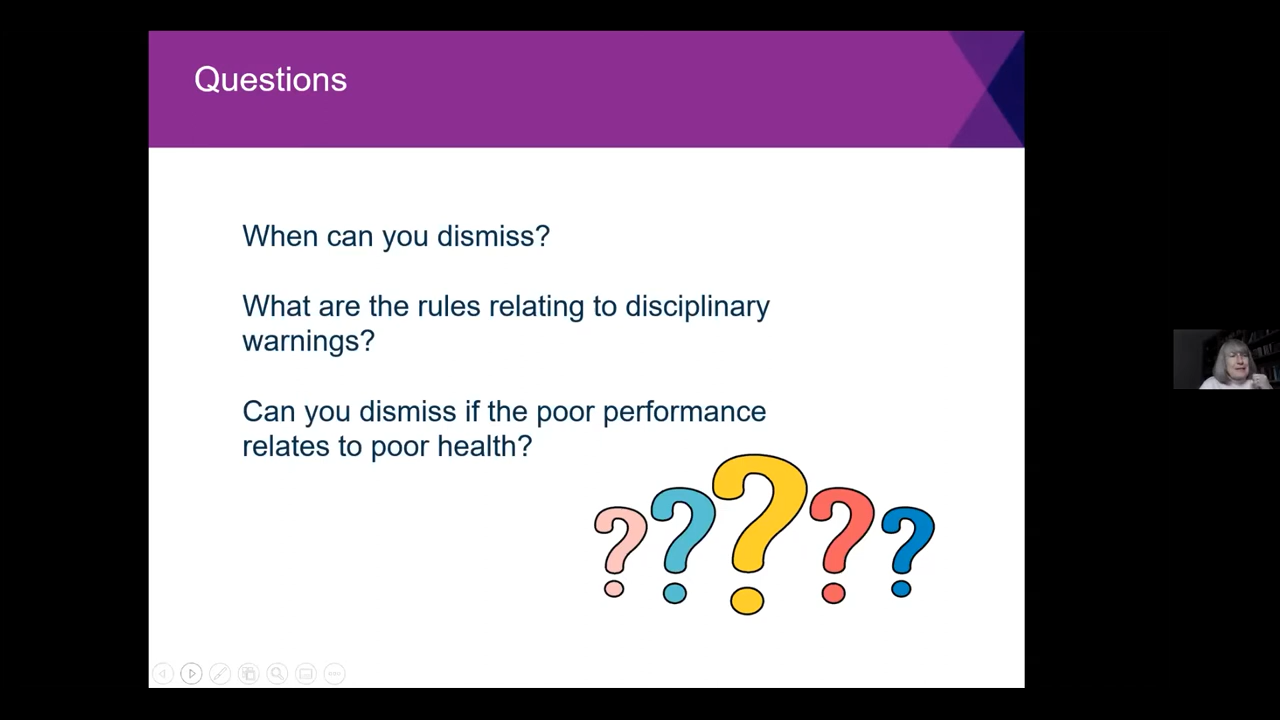 Questions
When can you dismiss?
What are the rules relating to disciplinary
warnings?
Can you dismiss if the poor performance
relates to poor health?